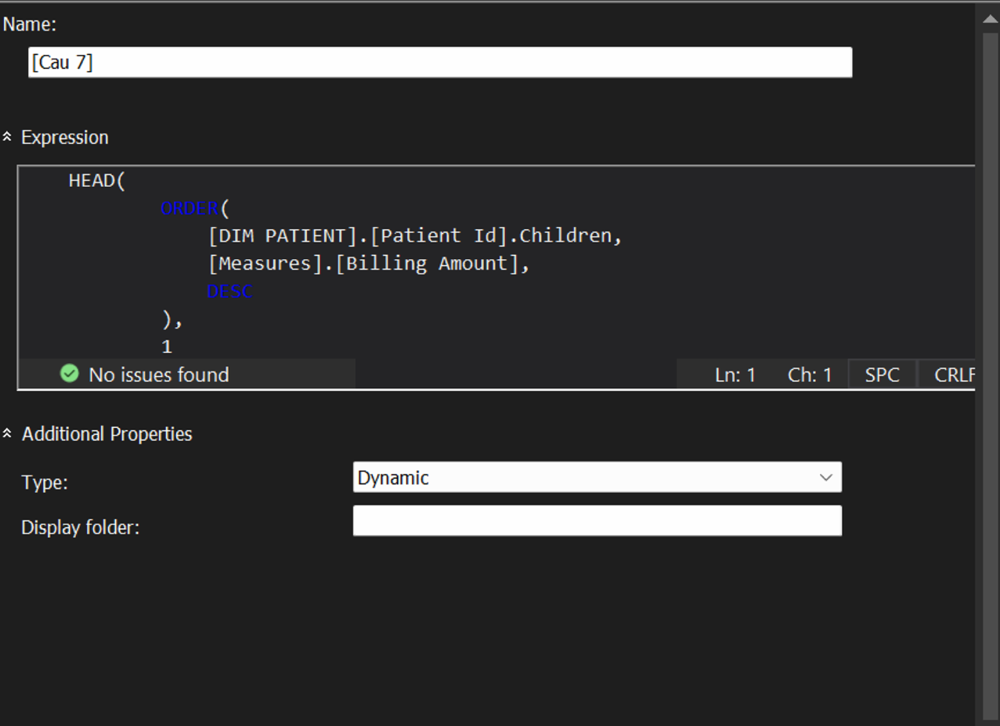 Name:
[Cau 7]
Expression
HEAD(
ORDER(
[DIM PATIENT].[Patient Id].Children,
[Measures].[Billing Amount],
DESC
),
1
No issues found Ln: 1 Ch: 1 SPC CRLF
Additional Properties
Type: Dynamic
Display folder: